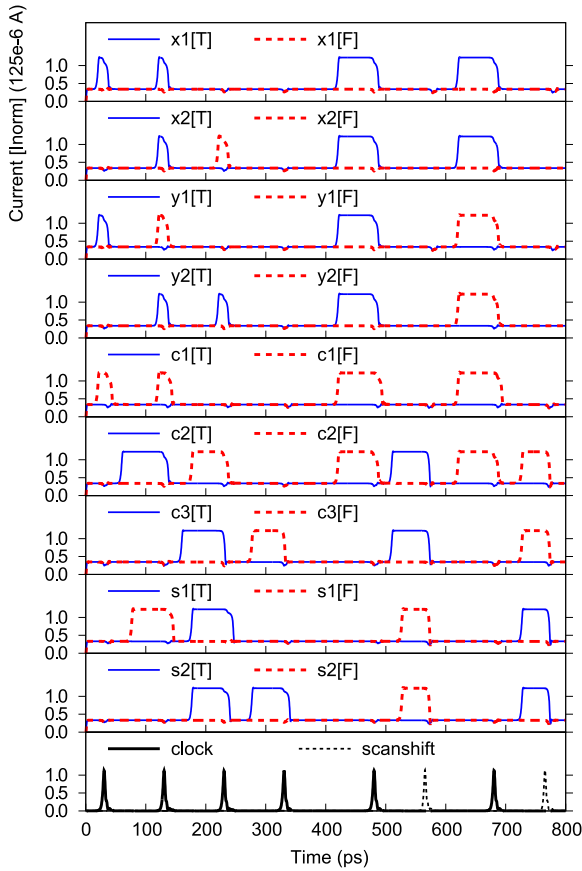 Current [Inorm] (125e-6 A)
x1[T] x1[F]
1.0
0.5
0.0
x2[T] x2[F]
1.0
0.5
0.0
y1[T] y1[F]
1.0
0.5
0.0
y2[T] y2[F]
1.0
0.5
0.0
c1[T] c1[F]
1.0
0.5
0.0
c2[T] c2[F]
1.0
0.5
0.0
c3[T] c3[F]
1.0
0.5
0.0
s1[T] s1[F]
1.0
0.5
0.0
s2[T] s2[F]
1.0
0.5
0.0
clock scanshift
1.0
0.5
0.0
0 100 200 300 400 500 600 700 800
Time (ps)